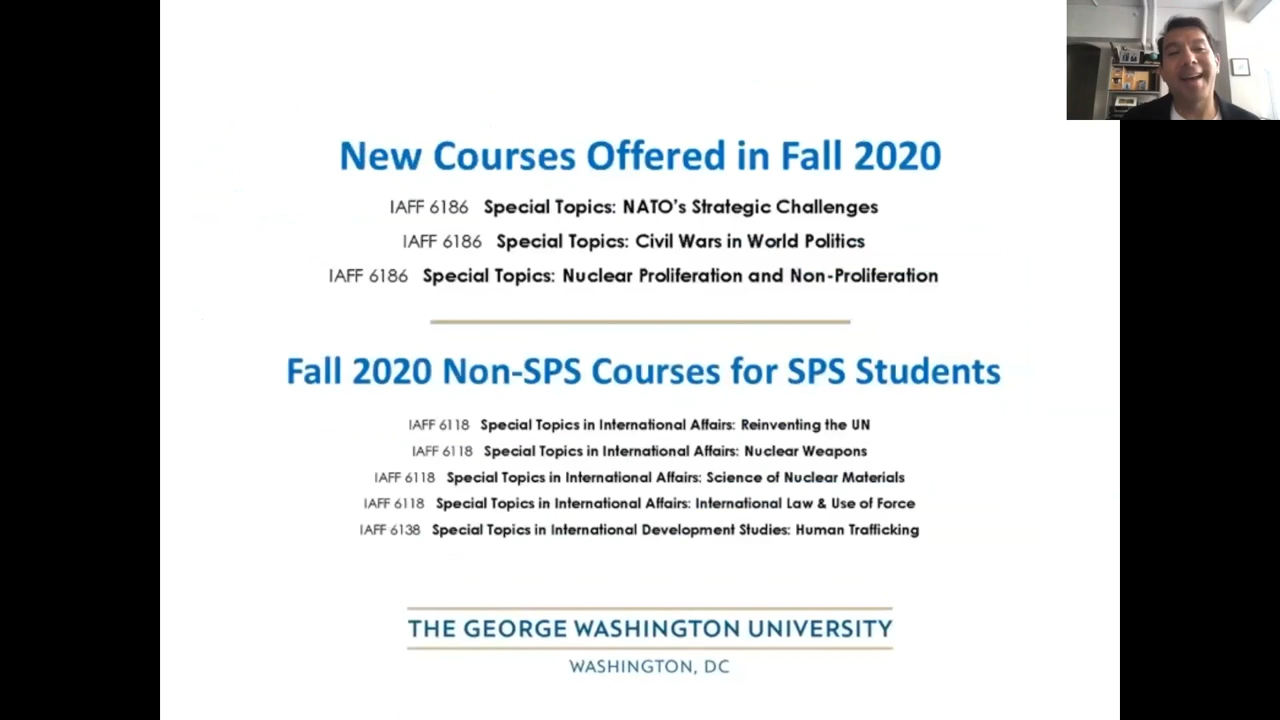 New Courses Offered in Fall 2020
IAFF 6186 Special Topics: NATO's Strategic Challenges
IAFF 6186 Special Topics: Civil Wars in World Politics
IAFF 6186 Special Topics: Nuclear Proliferation and Non-Proliferation
Fall 2020 Non-SPS Courses for SPS Students
IAFF 6118 Special Topics in International Affairs: Reinventing the UN
IAFF 6118 Special Topics in International Affairs: Nuclear Weapons
IAFF 6118 Special Topics in International Affairs: Science of Nuclear Materials
IAFF 6118 Special Topics in International Affairs: International Law & Use of Force
IAFF 6138 Special Topics in International Development Studies: Human Trafficking
THE GEORGE WASHINGTON UNIVERSITY
WASHINGTON, DC